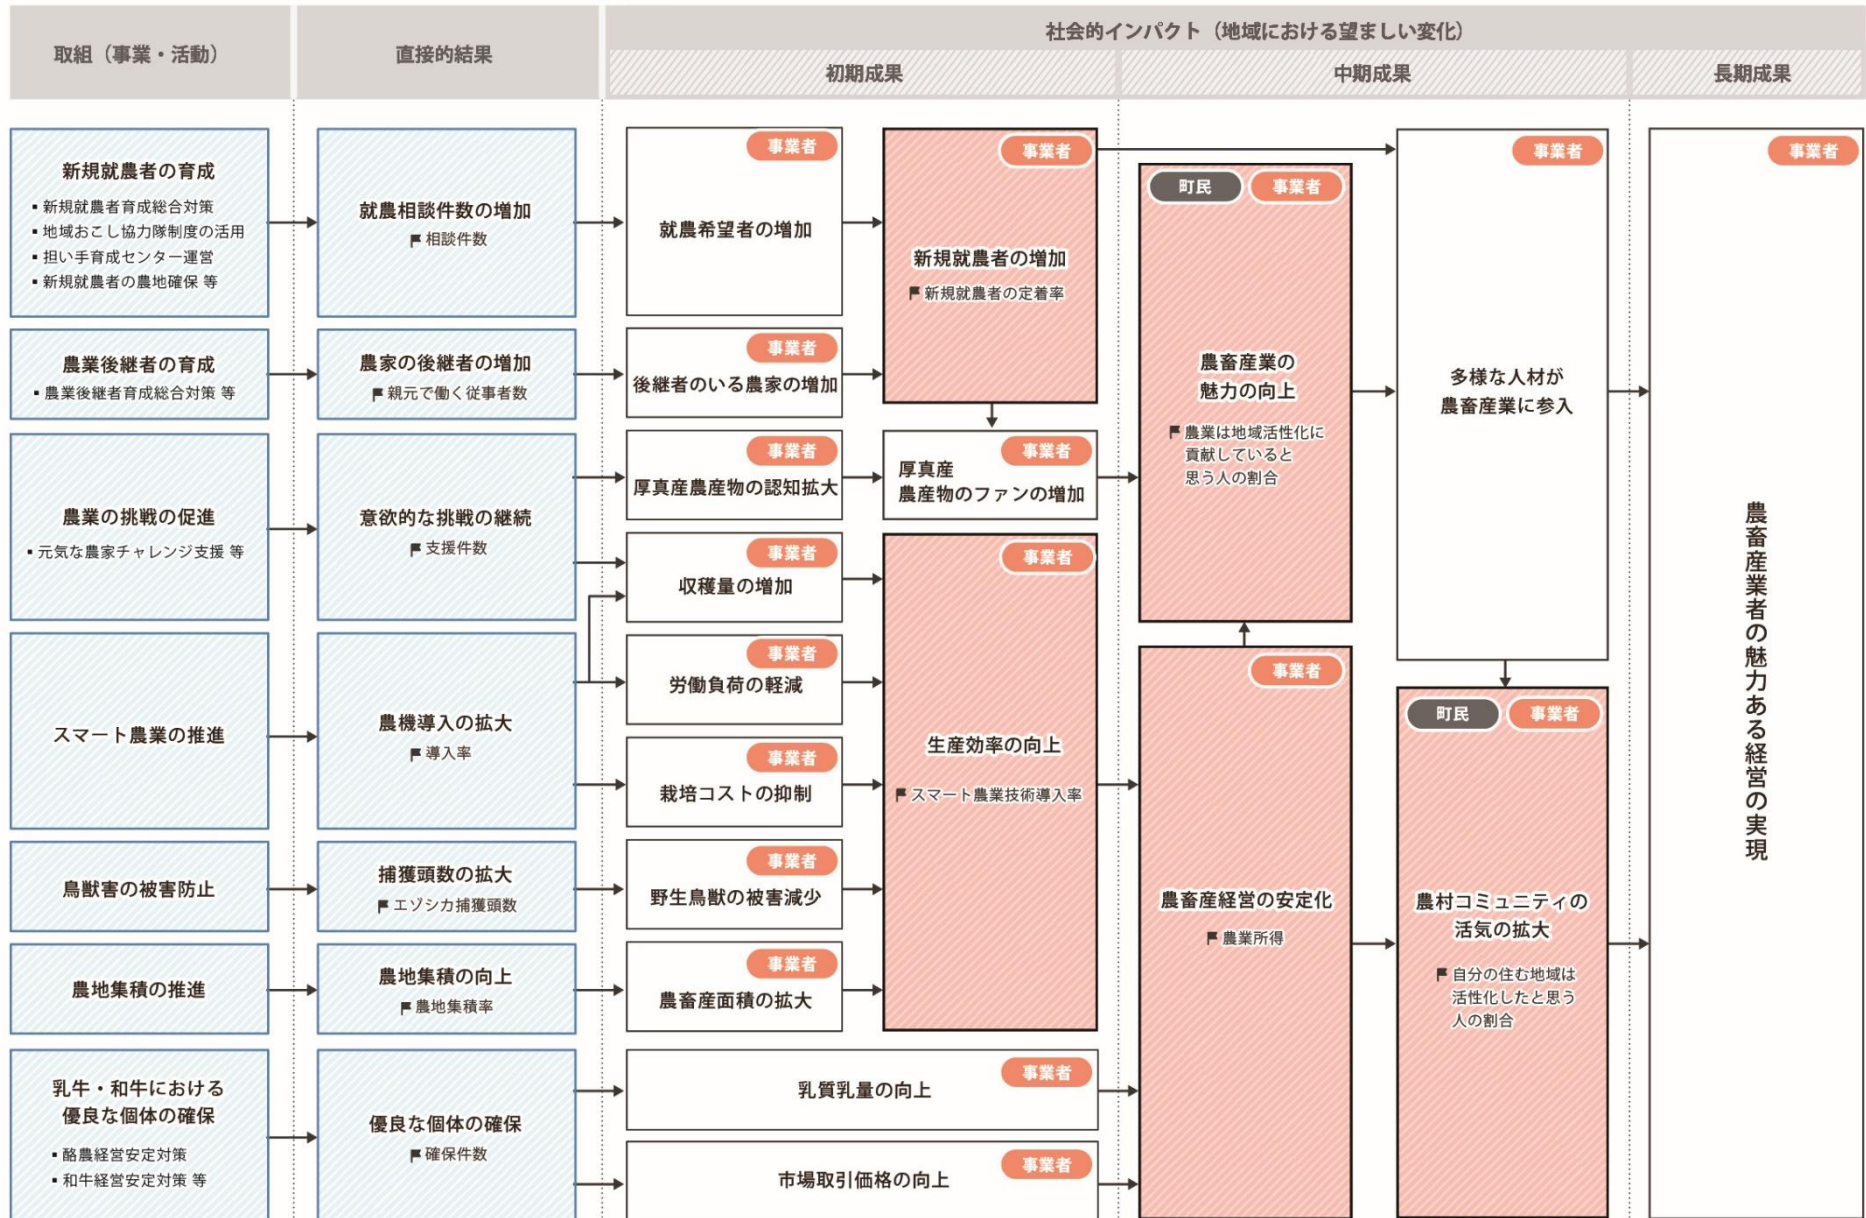 取組（事業・活動）
直接的結果
社会的インパクト（地域における望ましい変化）
初期成果
中期成果
長期成果
新規就農者の育成
▪ 新規就農者育成総合対策
▪ 地域おこし協力隊制度の活用
▪ 担い手育成センター運営
▪ 新規就農者の農地確保 等
就農相談件数の増加
相談件数
事業者
就農希望者の増加
事業者
新規就農者の増加
新規就農者の定着率
農業後継者の育成
▪ 農業後継者育成総合対策 等
農家の後継者の増加
親元で働く従事者数
事業者
後継者のいる農家の増加
農業の挑戦の促進
▪ 元気な農家チャレンジ支援 等
意欲的な挑戦の継続
支援件数
事業者
厚真産農産物の認知拡大
事業者
厚真産
農産物のファンの増加
事業者
収穫量の増加
スマート農業の推進
農機導入の拡大
導入率
事業者
労働負荷の軽減
事業者
栽培コストの抑制
事業者
生産効率の向上
スマート農業技術導入率
鳥獣害の被害防止
捕獲頭数の拡大
エゾシカ捕獲頭数
事業者
野生鳥獣の被害減少
農地集積の推進
農地集積の向上
農地集積率
事業者
農畜産面積の拡大
乳牛・和牛における
優良な個体の確保
▪ 酪農経営安定対策
▪ 和牛経営安定対策 等
優良な個体の確保
確保件数
事業者
乳質乳量の向上
事業者
市場取引価格の向上
町民 事業者
農畜産業の
魅力の向上
農業は地域活性化に
貢献していると
思う人の割合
事業者
農畜産経営の安定化
農業所得
事業者
多様な人材が
農畜産業に参入
町民 事業者
農村コミュニティの
活気の拡大
自分の住む地域は
活性化したと思う
人の割合
事業者
農畜産業者の魅力ある経営の実現